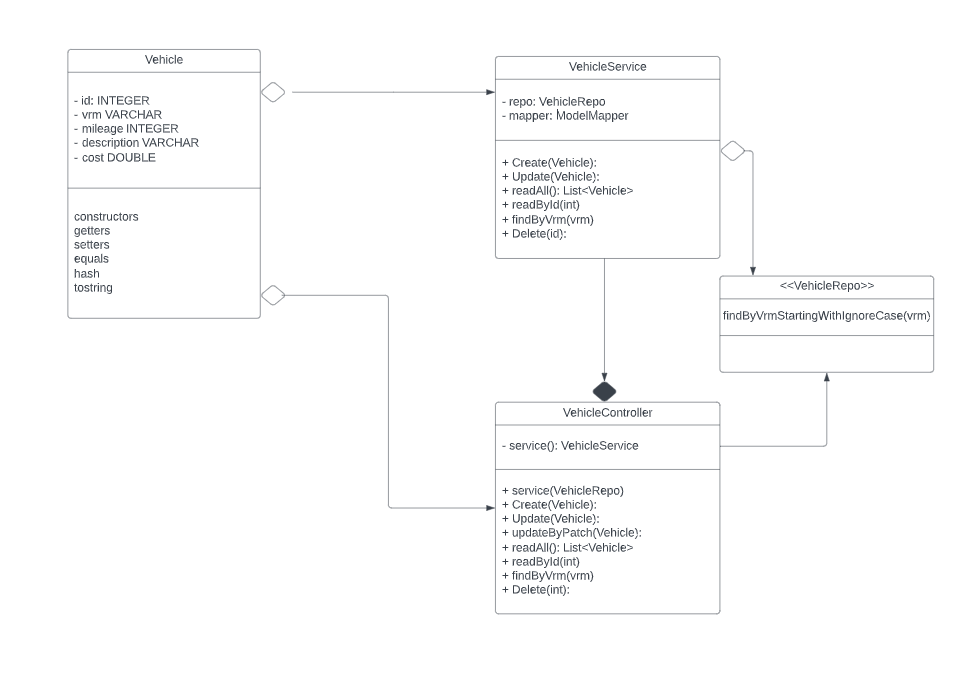 Vehicle
- id: INTEGER
- vrm VARCHAR
- mileage INTEGER
- description VARCHAR
- cost DOUBLE
constructors
getters
setters
equals
hash
tostring
VehicleService
- repo: VehicleRepo
- mapper: ModelMapper
+ Create(Vehicle):
+ Update(Vehicle):
+ readAll(): List<Vehicle>
+ readById(int)
+ findByVrm(vrm)
+ Delete(id):
<<VehicleRepo>>
findByVrmStartingWithIgnoreCase(vrm)
VehicleController
- service(): VehicleService
+ service(VehicleRepo)
+ Create(Vehicle):
+ Update(Vehicle):
+ updateByPatch(Vehicle):
+ readAll(): List<Vehicle>
+ readById(int)
+ findByVrm(vrm)
+ Delete(int):